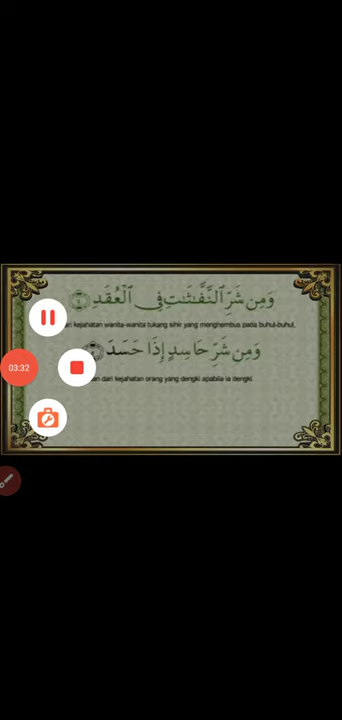 وَمِن شَرِّ ٱلنَّفَّـٰثَـٰتِ فِى ٱلْعُقَدِ
kejahatan wanita-wanita tukang sihir yang menghembus pada buhul-buhul.
وَمِن شَرِّ حَاسِدٍ إِذَا حَسَدَ
03:32
dari kejahatan orang yang dengki apabila ia dengki.